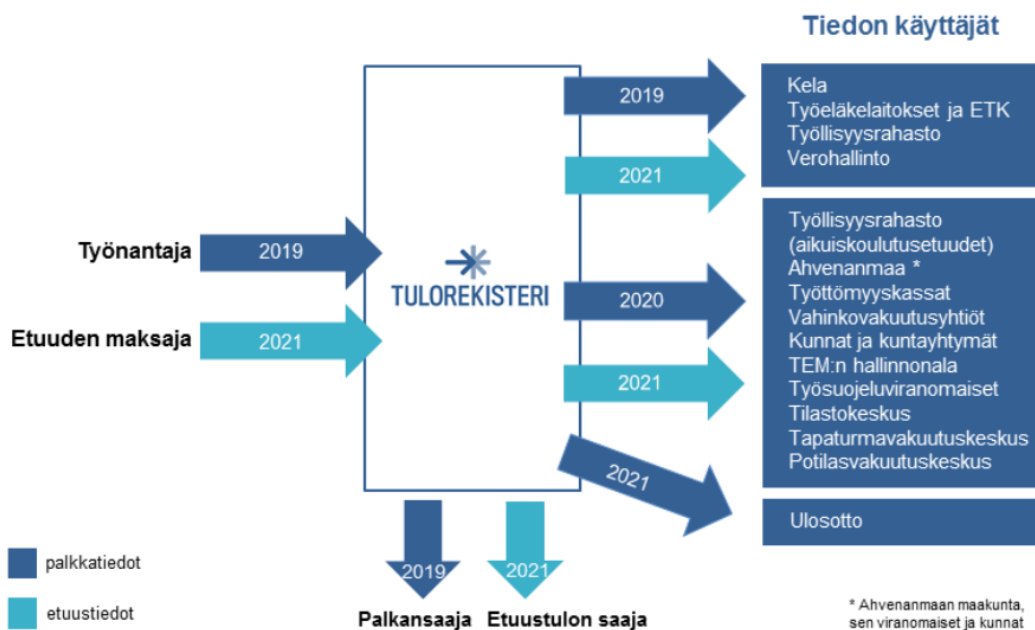 Tiedon käyttäjät
2019
Kela
Työeläkelaitokset ja ETK
Työllisyysrahasto
Verohallinto
2021
Työnantaja
2019
Etuuden maksaja
2021
TULOREKISTERI
2020
2021
Työllisyysrahasto
(aikuiskoulutusetuudet)
Ahvenanmaa *
Työttömyyskassat
Vahinkovakuutusyhtiöt
Kunnat ja kuntayhtymät
TEM:n hallinnonala
Työsuojeluviranomaiset
Tilastokeskus
Tapaturmavakuutuskeskus
Potilasvakuutuskeskus
2021
Ulosotto
palkkatiedot
etuustiedot
2019
2021
Palkansaaja
Etuustulon saaja
* Ahvenanmaan maakunta,
sen viranomaiset ja kunnat